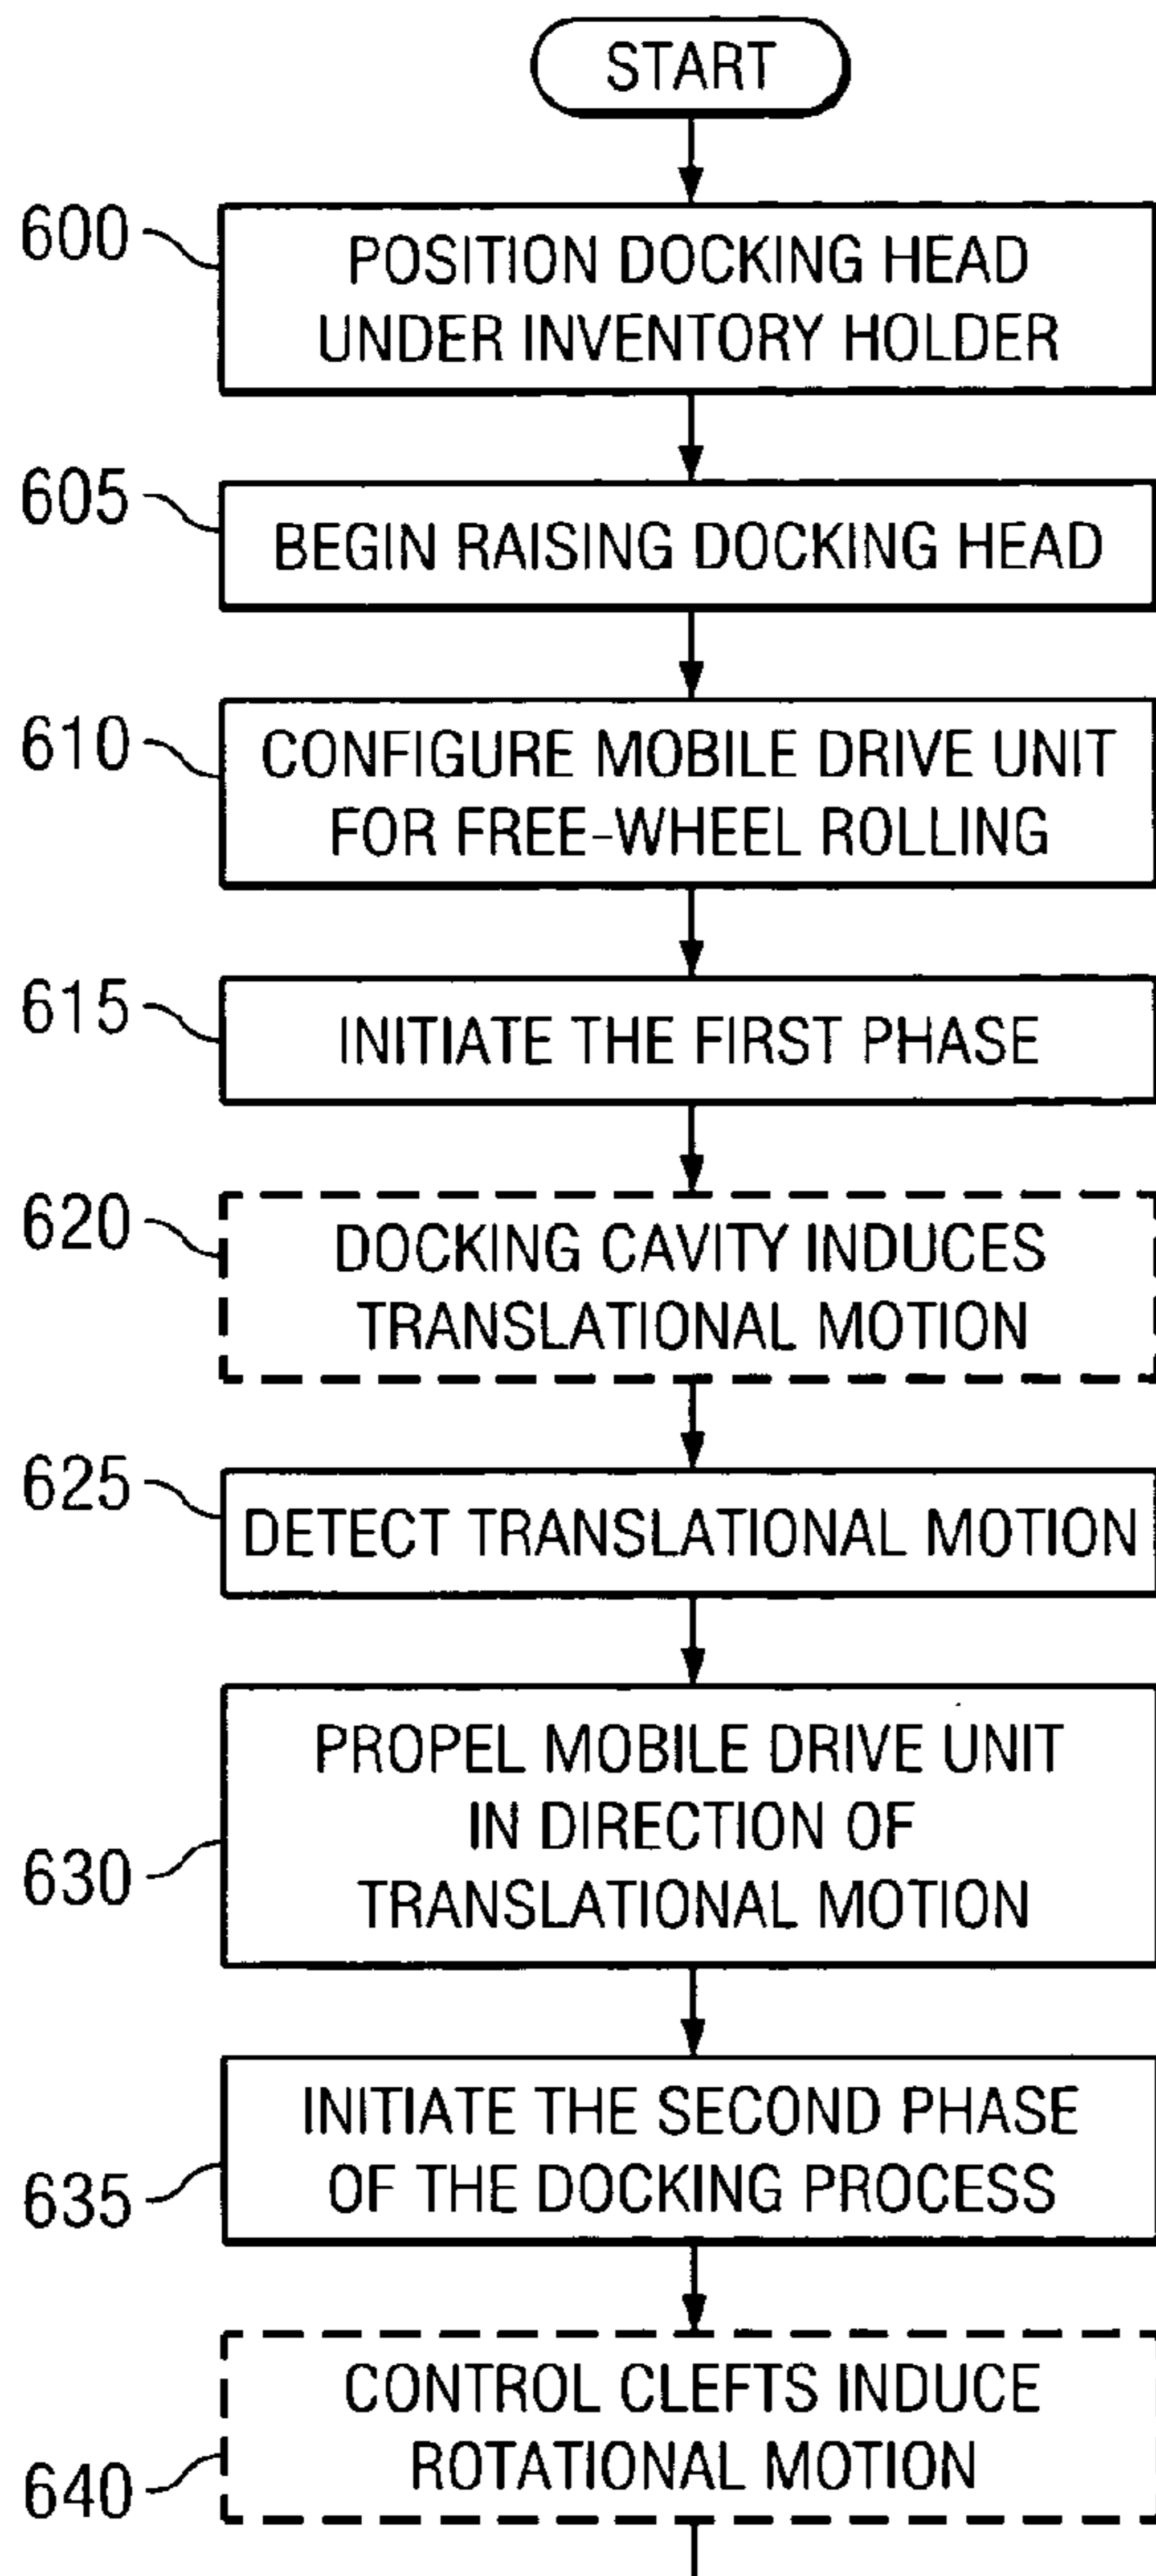 START
600
POSITION DOCKING HEAD
UNDER INVENTORY HOLDER
605
BEGIN RAISING DOCKING HEAD
610
CONFIGURE MOBILE DRIVE UNIT
FOR FREE-WHEEL ROLLING
615
INITIATE THE FIRST PHASE
620
DOCKING CAVITY INDUCES
TRANSLATIONAL MOTION
625
DETECT TRANSLATIONAL MOTION
630
PROPEL MOBILE DRIVE UNIT
IN DIRECTION OF
TRANSLATIONAL MOTION
635
INITIATE THE SECOND PHASE
OF THE DOCKING PROCESS
640
CONTROL CLEFTS INDUCE
ROTATIONAL MOTION